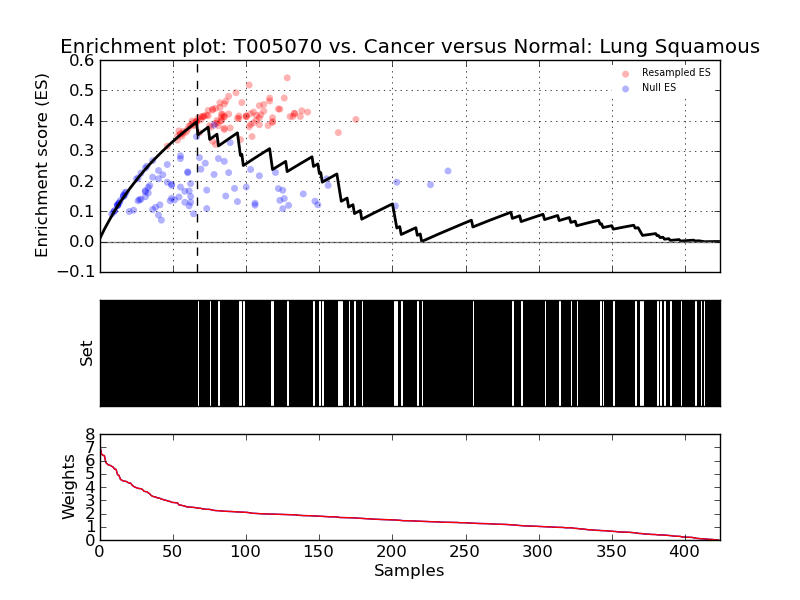 Enrichment plot: T005070 vs. Cancer versus Normal: Lung Squamous
0.6
0.5
0.4
0.3
0.2
0.1
0.0
−0.1
Enrichment score (ES)
Resampled ES
Null ES
Set
8
7
6
5
4
3
2
1
0
Weights
0 50 100 150 200 250 300 350 400
Samples